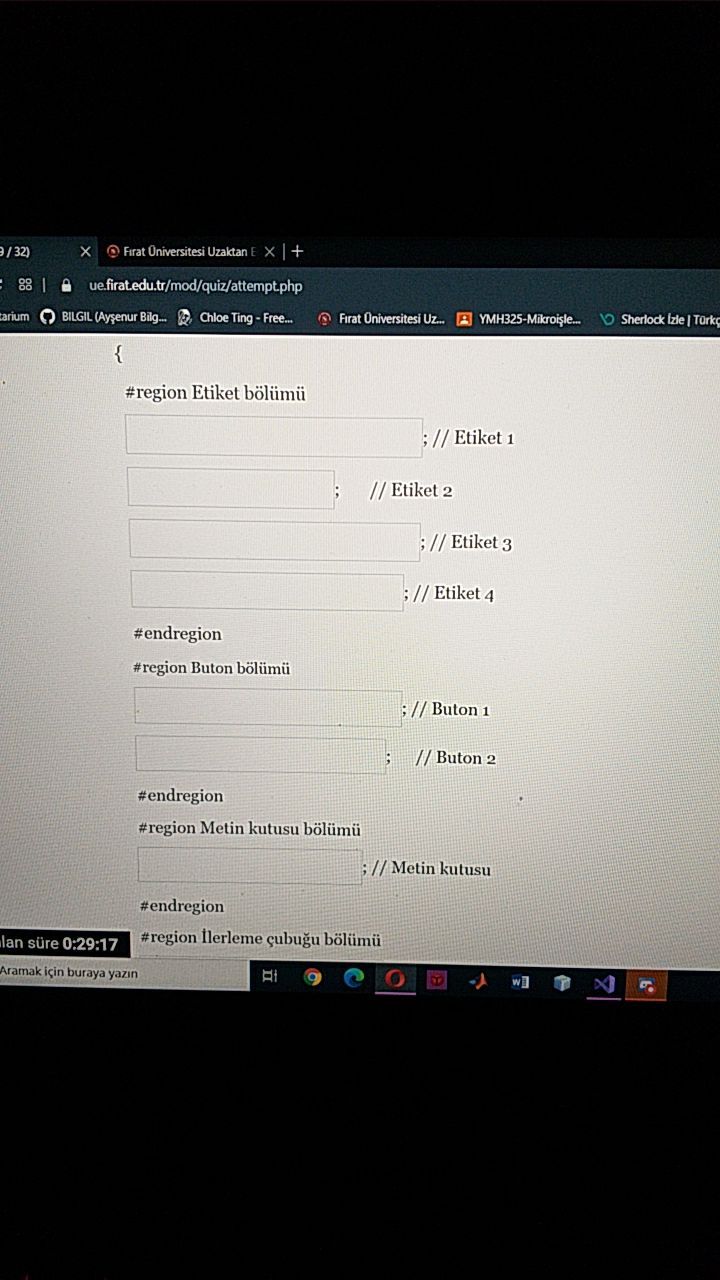 / 32)
Fırat Üniversitesi Uzaktan E
ue.firat.edu.tr/mod/quiz/attempt.php
tarium
BILGIL (Ayşenur Bilg...
Chloe Ting - Free...
Fırat Üniversitesi Uz...
YMH325-Mikroişle...
Sherlock İzle | Türkç
{
#region Etiket bölümü
; // Etiket 1
; // Etiket 2
; // Etiket 3
; // Etiket 4
#endregion
#region Buton bölümü
; // Buton 1
; // Buton 2
#endregion
#region Metin kutusu bölümü
; // Metin kutusu
#endregion
#region İlerleme çubuğu bölümü
lan süre 0:29:17
Aramak için buraya yazın